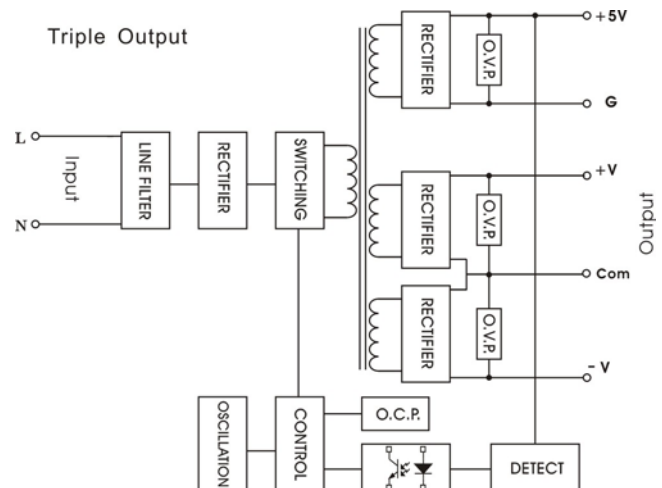 Triple Output
RECTIFIER
O.V.P.
+5V
G
L
N
Input
LINE FILTER
RECTIFIER
SWITCHING
RECTIFIER
O.V.P.
+V
Output
Com
RECTIFIER
O.V.P.
- V
OSCILLATION
CONTROL
O.C.P.
DETECT